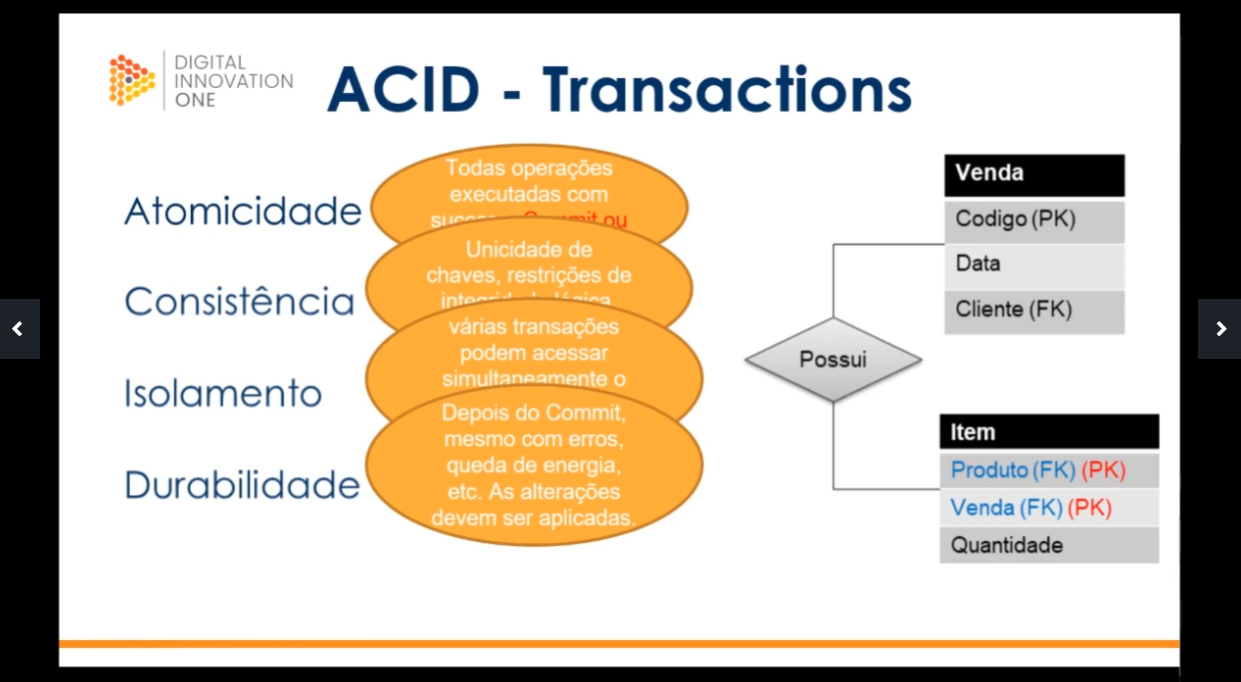 DIGITAL
INNOVATION
ONE
ACID - Transactions
Atomicidade
Todas operações
executadas com
ou
Consistência
Unicidade de
chaves, restrições de
Isolamento
várias transações
podem acessar
simultaneamente o
Durabilidade
Depois do Commit,
mesmo com erros,
queda de energia,
etc. As alterações
devem ser aplicadas.
Venda
Codigo (PK)
Data
Cliente (FK)
Possui
Item
Produto (FK) (PK)
Venda (FK) (PK)
Quantidade